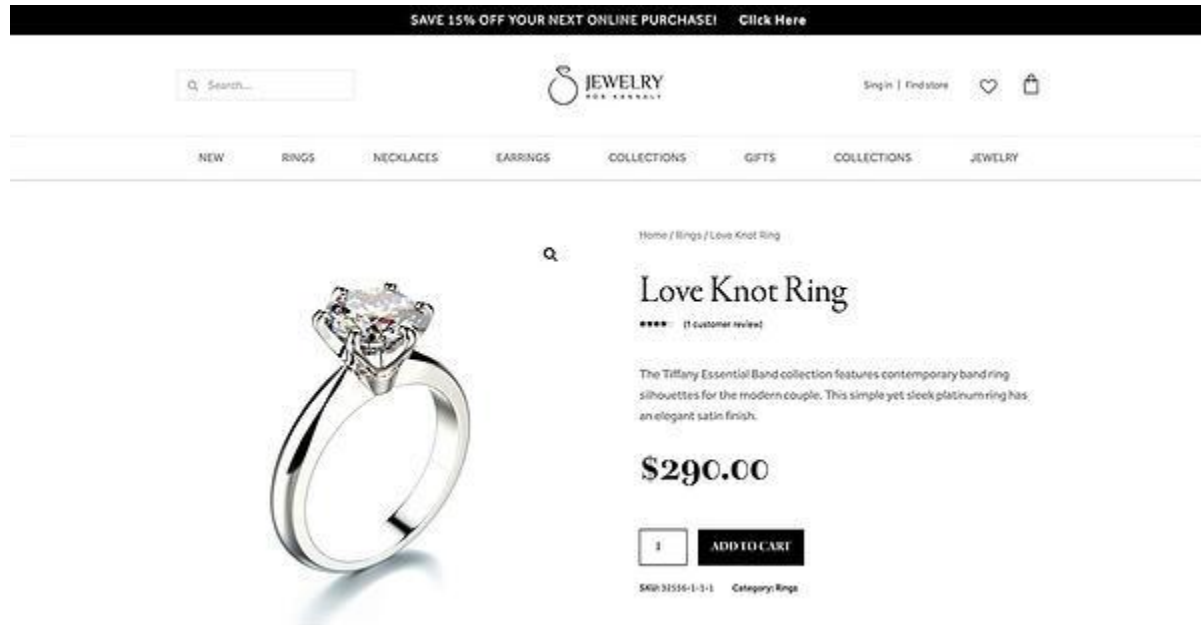 SAVE 15% OFF YOUR NEXT ONLINE PURCHASE! Click Here
Search...
JEWELRY
Sing in | Find store
NEW RINGS NECKLACES EARRINGS COLLECTIONS GIFTS COLLECTIONS JEWELRY
Home / Rings / Love Knot Ring
Love Knot Ring
(1 customer review)
The Tiffany Essential Band collection features contemporary band ring
silhouettes for the modern couple. This simple yet sleek platinum ring has
an elegant satin finish.
$290.00
1 ADD TO CART
SKU: Category: Rings